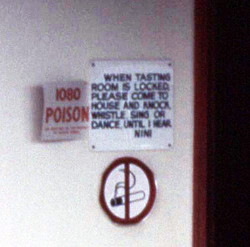 1080
POISON
WHEN TASTING
ROOM IS LOCKED,
PLEASE COME TO
HOUSE AND KNOCK,
WHISTLE, SING OR
DANCE, UNTIL I HEAR.
NINI